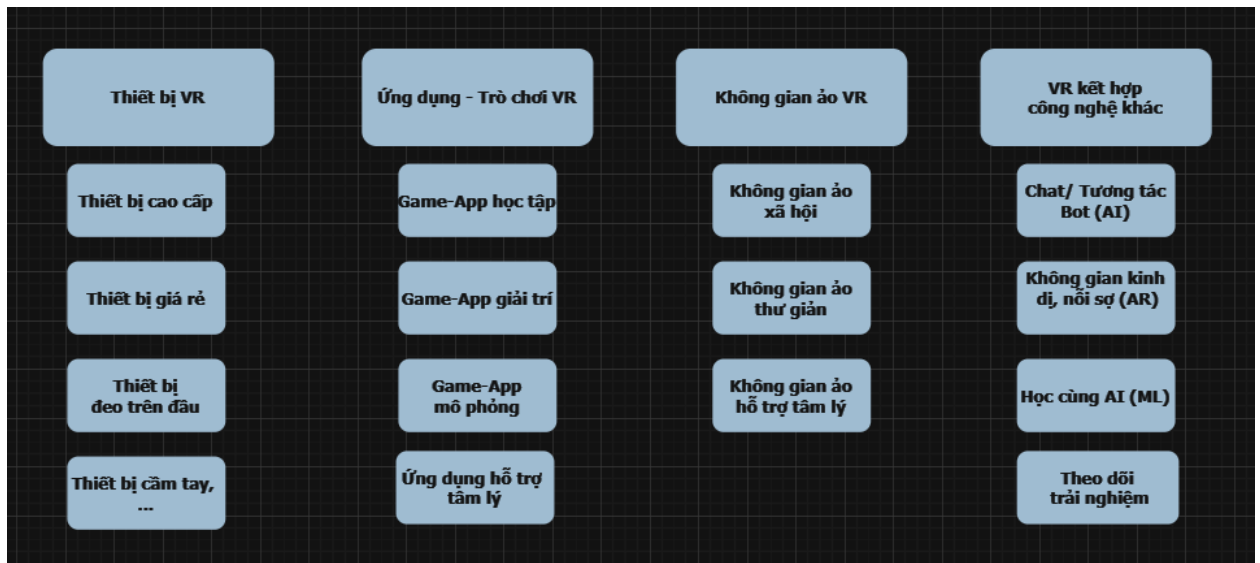 Thiết bị VR
Ứng dụng - Trò chơi VR
Không gian ảo VR
VR kết hợp
công nghệ khác
Thiết bị cao cấp
Game-App học tập
Không gian ảo
xã hội
Chat/ Tương tác
Bot (AI)
Thiết bị giá rẻ
Game-App giải trí
Không gian ảo
thư giản
Không gian kinh
dị, nỗi sợ (AR)
Thiết bị
đeo trên đầu
Game-App
mô phỏng
Không gian ảo
hỗ trợ tâm lý
Học cùng AI (ML)
Thiết bị cầm tay,
...
Ứng dụng hỗ trợ
tâm lý
Theo dõi
trải nghiệm